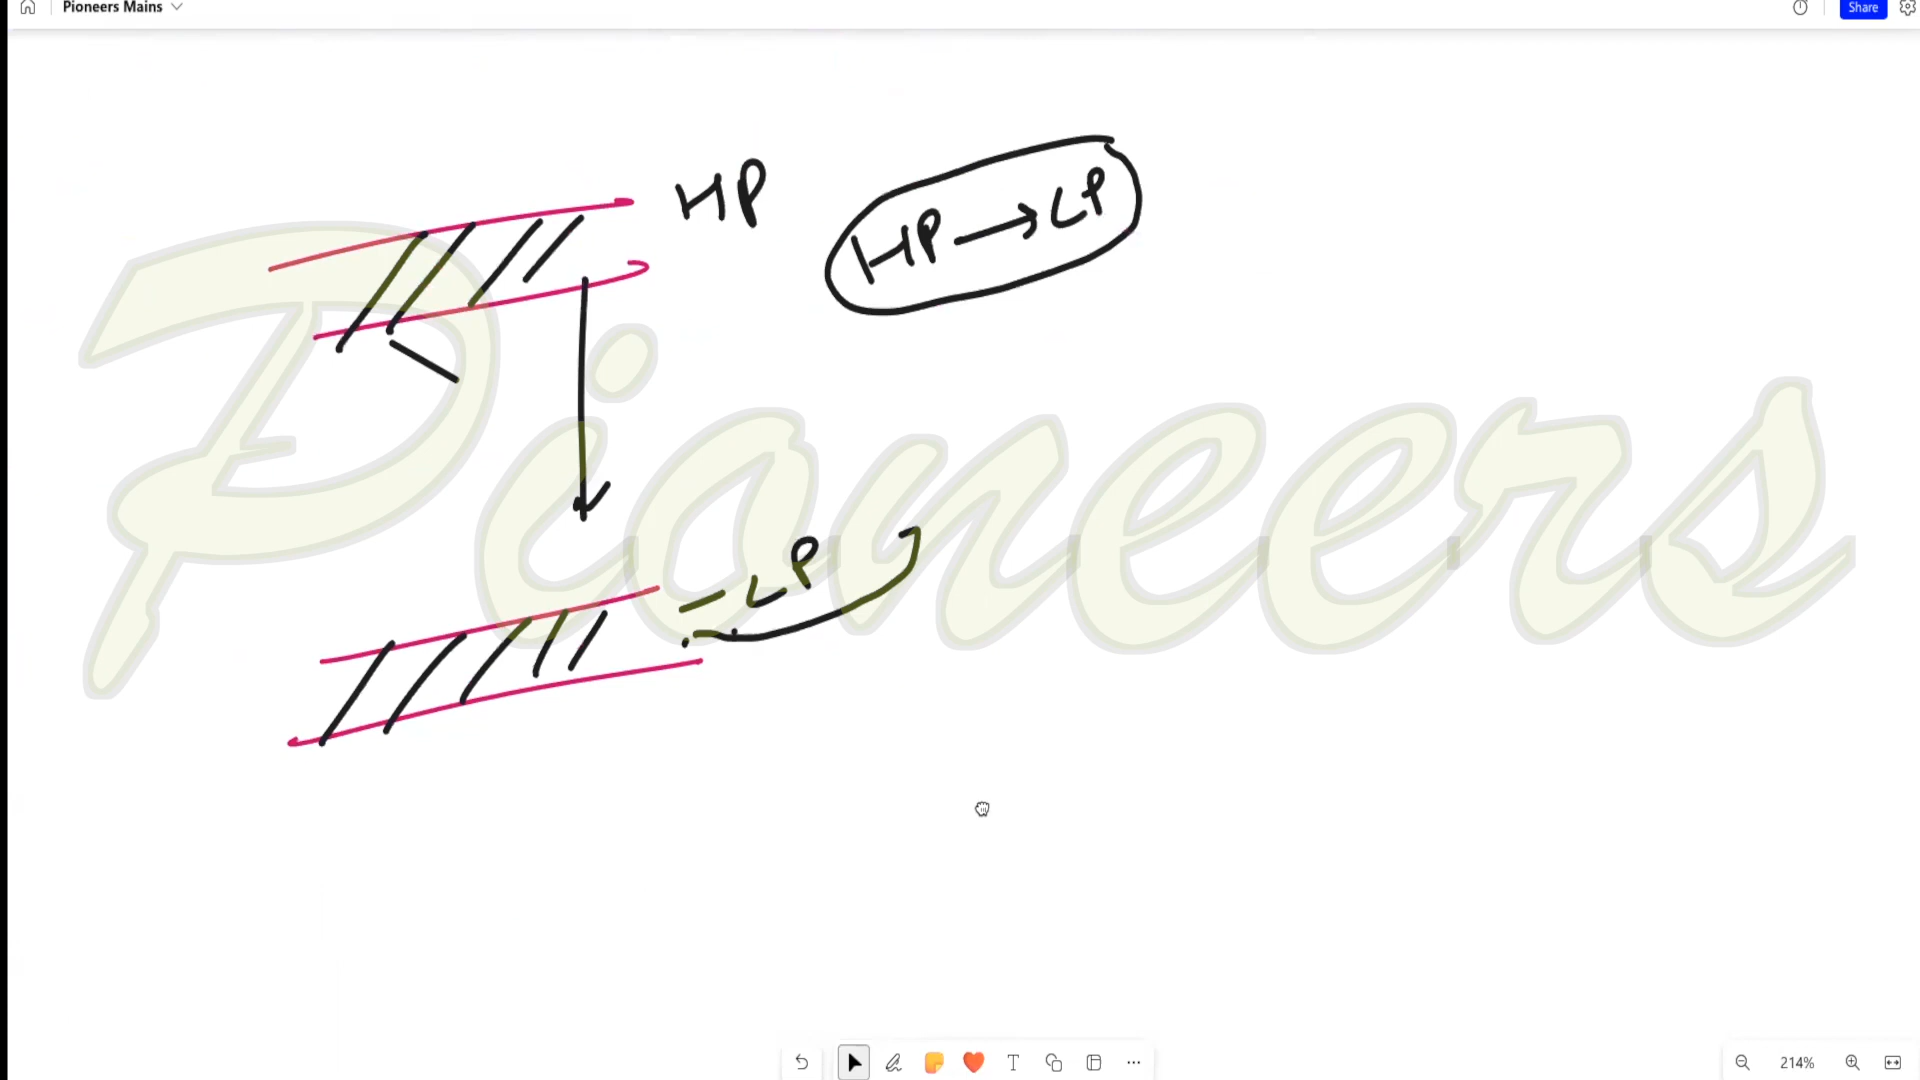 Pioneers Mains
Share
HP
HP → LP
LP
Pioneers
214%